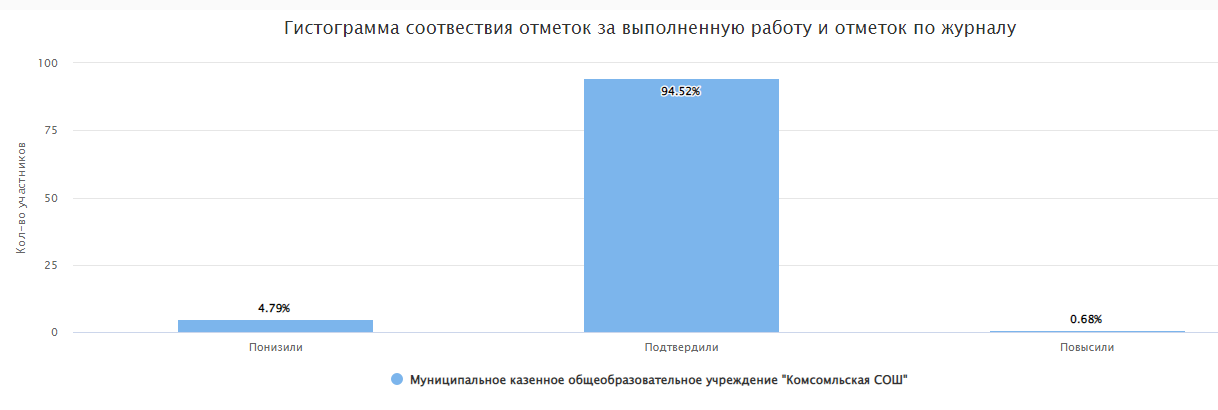 Гистограмма соотвествия отметок за выполненную работу и отметок по журналу
100
75
50
25
0
Кол-во участников
4.79%
94.52%
0.68%
Понизили
Подтвердили
Повысили
Муниципальное казенное общеобразовательное учреждение "Комсомльская СОШ"